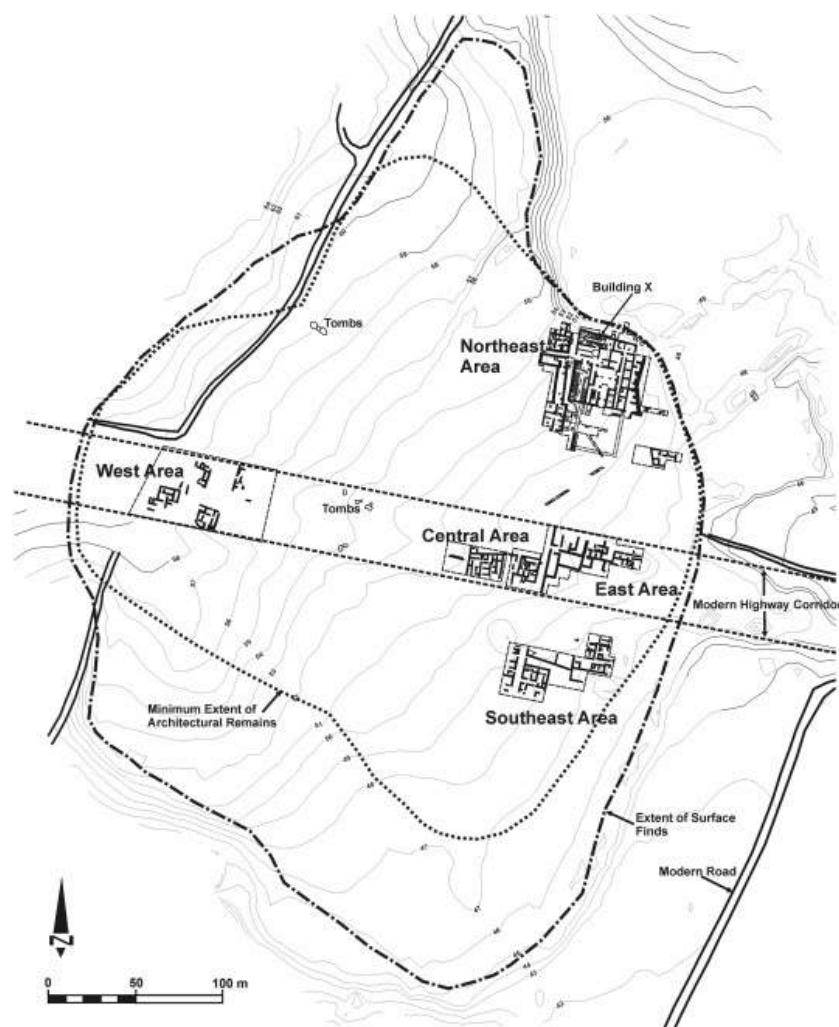 Building X
Tombs
Northeast
Area
West Area
Tombs
Central Area
East Area
Modern Highway Corridor
Minimum Extent of
Architectural Remains
Southeast Area
Extent of Surface
Finds
Modern Road
N
0 50 100 m